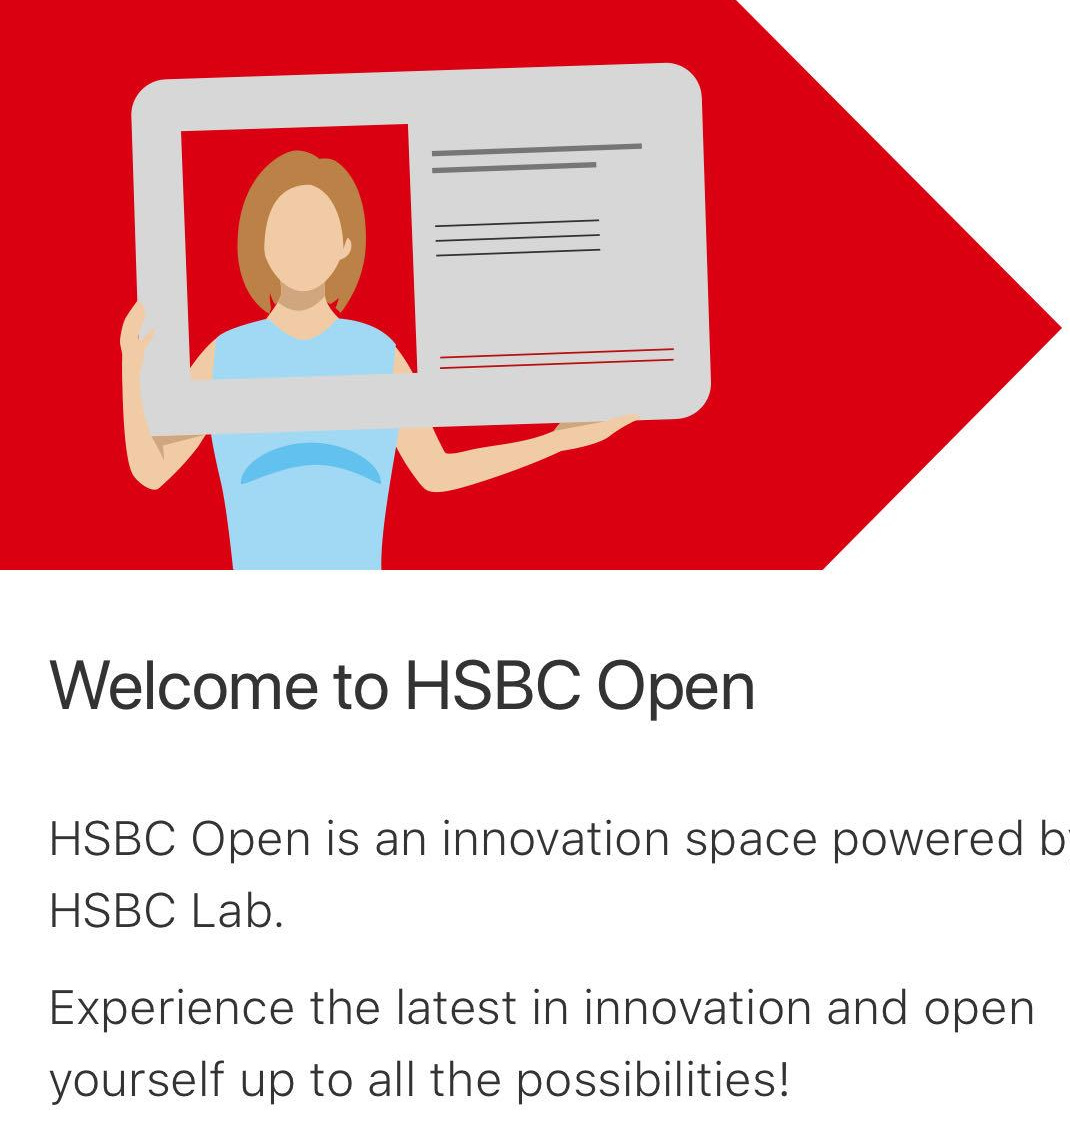 Welcome to HSBC Open
HSBC Open is an innovation space powered by
HSBC Lab.
Experience the latest in innovation and open
yourself up to all the possibilities!